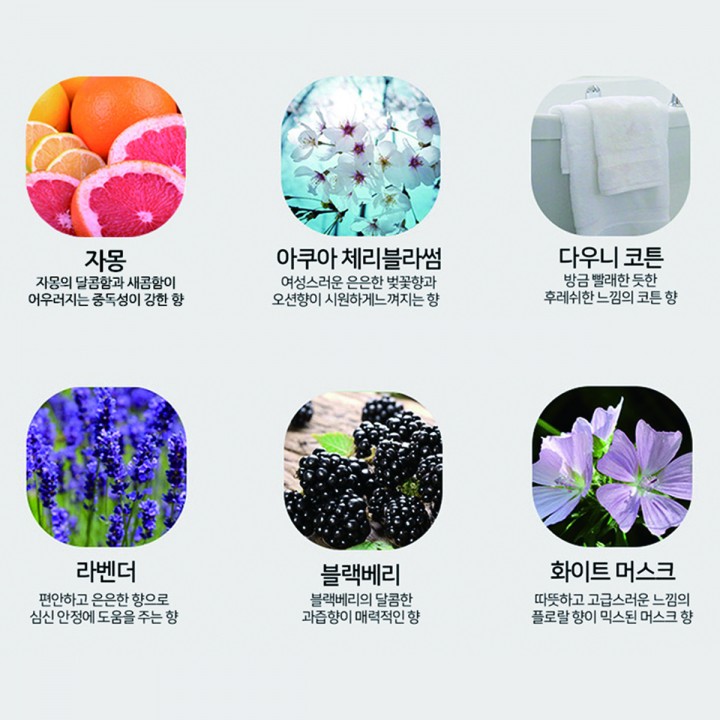 자몽
자몽의 달콤함과 새콤함이
어우러지는 중독성이 강한 향
아쿠아 체리블라썸
여성스러운 은은한 벚꽃향과
오션향이 시원하게느껴지는 향
다우니 코튼
방금 빨래한 듯한
후레쉬한 느낌의 코튼 향
라벤더
편안하고 은은한 향으로
심신 안정에 도움을 주는 향
블랙베리
블랙베리의 달콤한
과즙향이 매력적인 향
화이트 머스크
따뜻하고 고급스러운 느낌의
플로랄 향이 믹스된 머스크 향